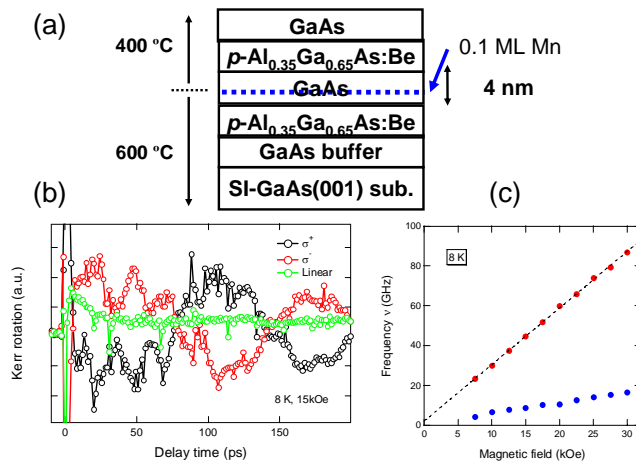 (a)
400 ºC
600 ºC
GaAs
p-Al0.35Ga0.65As:Be
GaAs
p-Al0.35Ga0.65As:Be
GaAs buffer
SI-GaAs(001) sub.
0.1 ML Mn
4 nm
(b)
Kerr rotation (a.u.)
σ+
σ-
Linear
8 K, 15kOe
0 50 100 150
Delay time (ps)
(c)
Frequency ν (GHz)
8 K
100
80
60
40
20
0
0 5 10 15 20 25 30
Magnetic field (kOe)